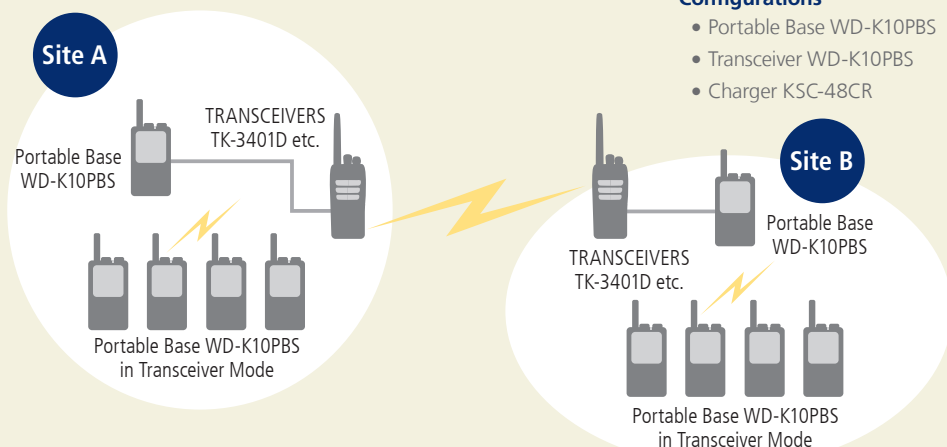 Configurations
• Portable Base WD-K10PBS
• Transceiver WD-K10PBS
• Charger KSC-48CR
Site A
TRANSCEIVERS
TK-3401D etc.
Portable Base
WD-K10PBS
Portable Base WD-K10PBS
in Transceiver Mode
Site B
Portable Base
WD-K10PBS
TRANSCEIVERS
TK-3401D etc.
Portable Base WD-K10PBS
in Transceiver Mode